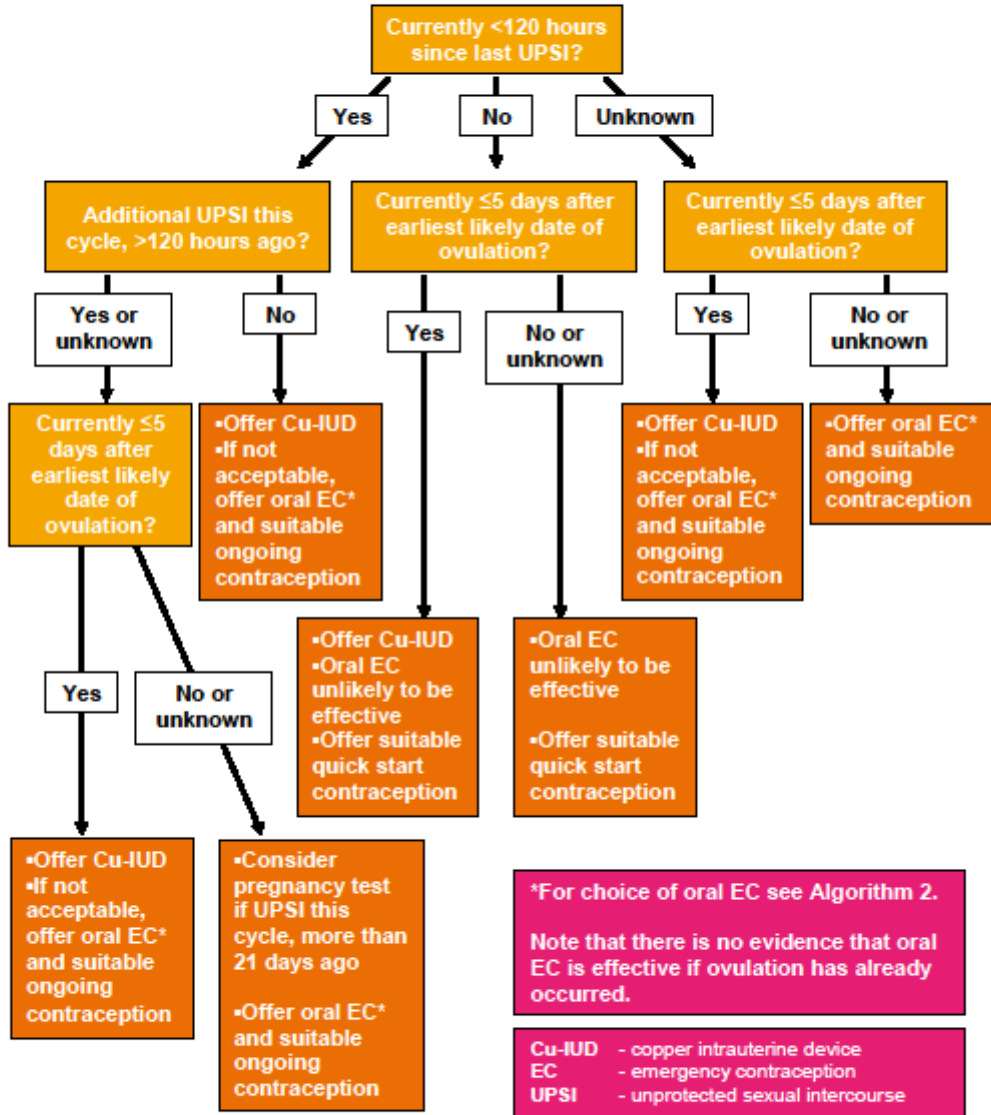 Currently <120 hours
since last UPSI?
Yes
No
Unknown
Additional UPSI this
cycle, >120 hours ago?
Currently ≤5 days after
earliest likely date of
ovulation?
Currently ≤5 days after
earliest likely date of
ovulation?
Yes or
unknown
No
Yes
No or
unknown
Yes
No or
unknown
Currently ≤5
days after
earliest likely
date of
ovulation?
▪Offer Cu-IUD
▪If not
acceptable,
offer oral EC*
and suitable
ongoing
contraception
▪Offer Cu-IUD
▪If not
acceptable,
offer oral EC*
and suitable
ongoing
contraception
▪Offer oral EC*
and suitable
ongoing
contraception
Yes
No or
unknown
▪Offer Cu-IUD
▪Oral EC
unlikely to be
effective
▪Offer suitable
quick start
contraception
▪Oral EC
unlikely to be
effective
▪Offer suitable
quick start
contraception
▪Offer Cu-IUD
▪If not
acceptable,
offer oral EC*
and suitable
ongoing
contraception
▪Consider
pregnancy test
if UPSI this
cycle, more than
21 days ago
▪Offer oral EC*
and suitable
ongoing
contraception
*For choice of oral EC see Algorithm 2.
Note that there is no evidence that oral
EC is effective if ovulation has already
occurred.
Cu-IUD - copper intrauterine device
EC - emergency contraception
UPSI - unprotected sexual intercourse